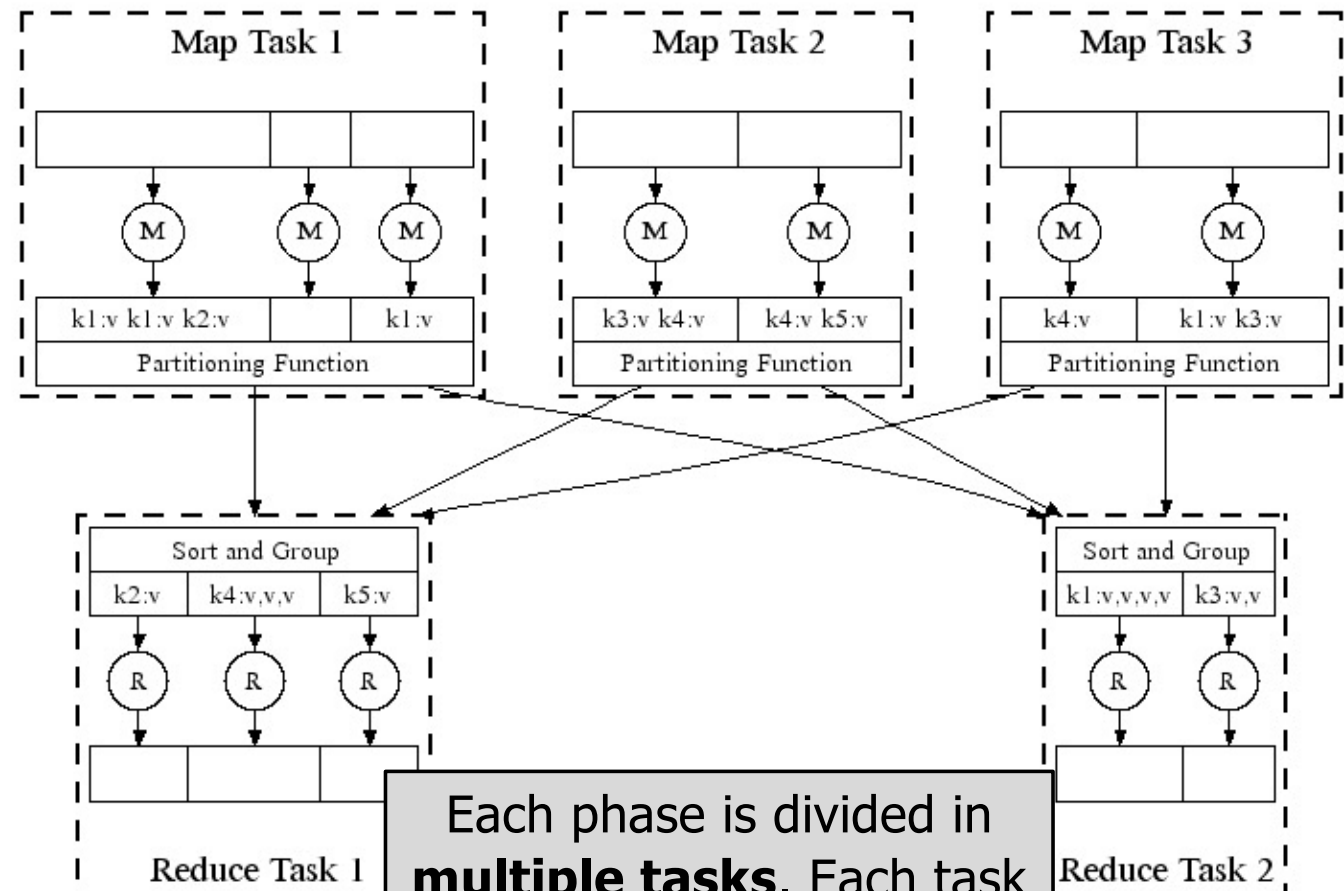 Map Task 1
Map Task 2
Map Task 3
M
M
M
M
M
M
M
k1:v k1:v k2:v
k1:v
k3:v k4:v
k4:v k5:v
k4:v
k1:v k3:v
Partitioning Function
Partitioning Function
Partitioning Function
Sort and Group
Sort and Group
k2:v
k4:v,v,v
k5:v
k1:v,v,v,v
k3:v,v
R
R
R
R
R
Reduce Task 1
Reduce Task 2
Each phase is divided in
multiple tasks. Each task